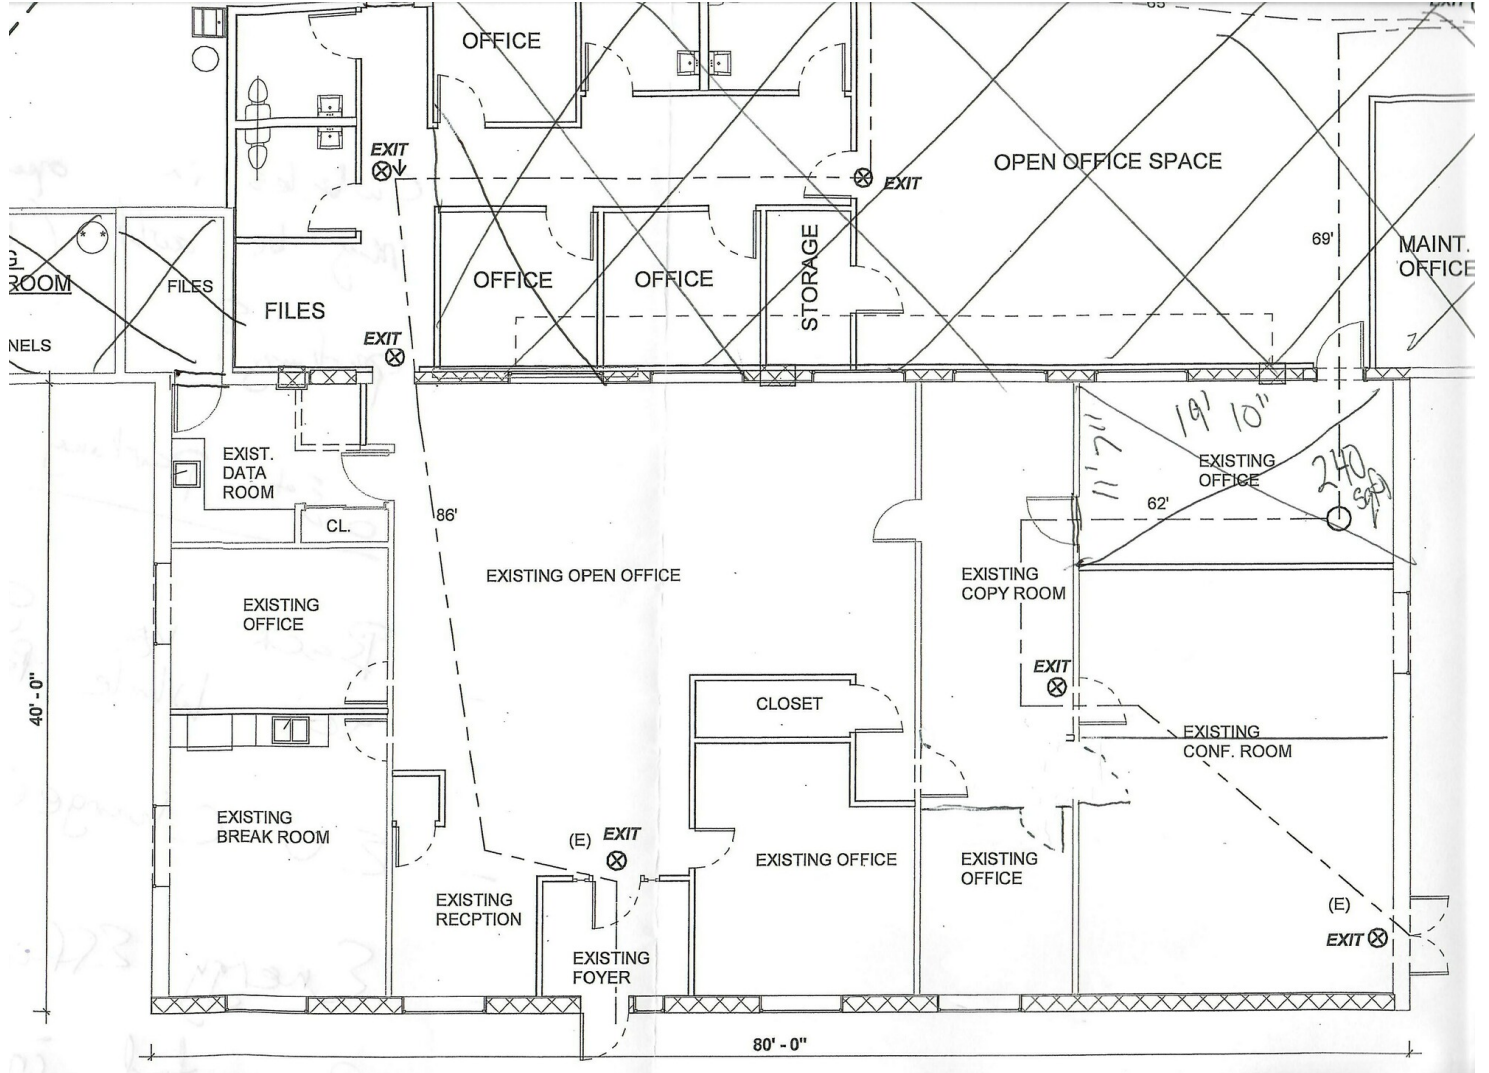 65'
EXIT
OFFICE
EXIT
OPEN OFFICE SPACE
EXIT
69'
MAINT.
OFFICE
ROOM
FILES
FILES
OFFICE
OFFICE
STORAGE
NELS
EXIT
19' 10"
11' 7"
EXISTING
OFFICE
240
sqft
EXIST.
DATA
ROOM
CL.
86'
62'
EXISTING OPEN OFFICE
EXISTING
COPY ROOM
EXISTING
OFFICE
EXIT
CLOSET
40' - 0"
EXISTING
CONF. ROOM
EXISTING
BREAK ROOM
(E)
EXIT
EXISTING OFFICE
EXISTING
OFFICE
EXISTING
RECPTION
(E)
EXIT
EXISTING
FOYER
80' - 0"